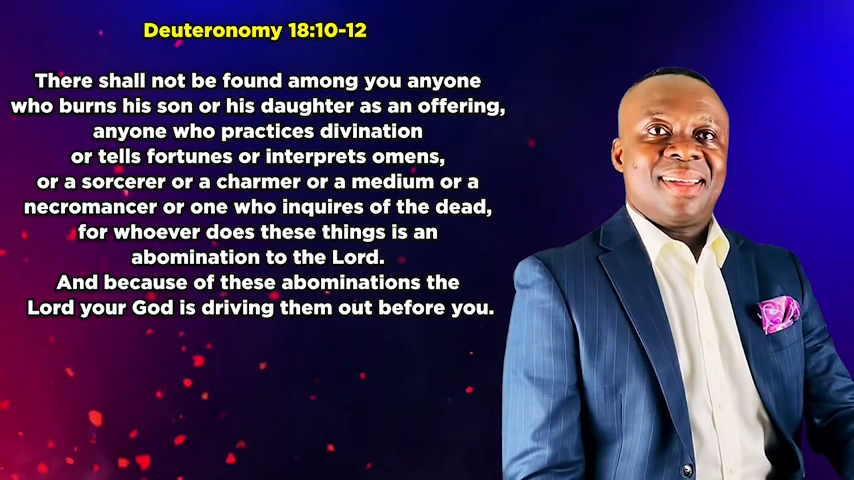 Deuteronomy 18:10-12
There shall not be found among you anyone
who burns his son or his daughter as an offering,
anyone who practices divination
or tells fortunes or interprets omens,
or a sorcerer or a charmer or a medium or a
necromancer or one who inquires of the dead,
for whoever does these things is an
abomination to the Lord.
And because of these abominations the
Lord your God is driving them out before you.